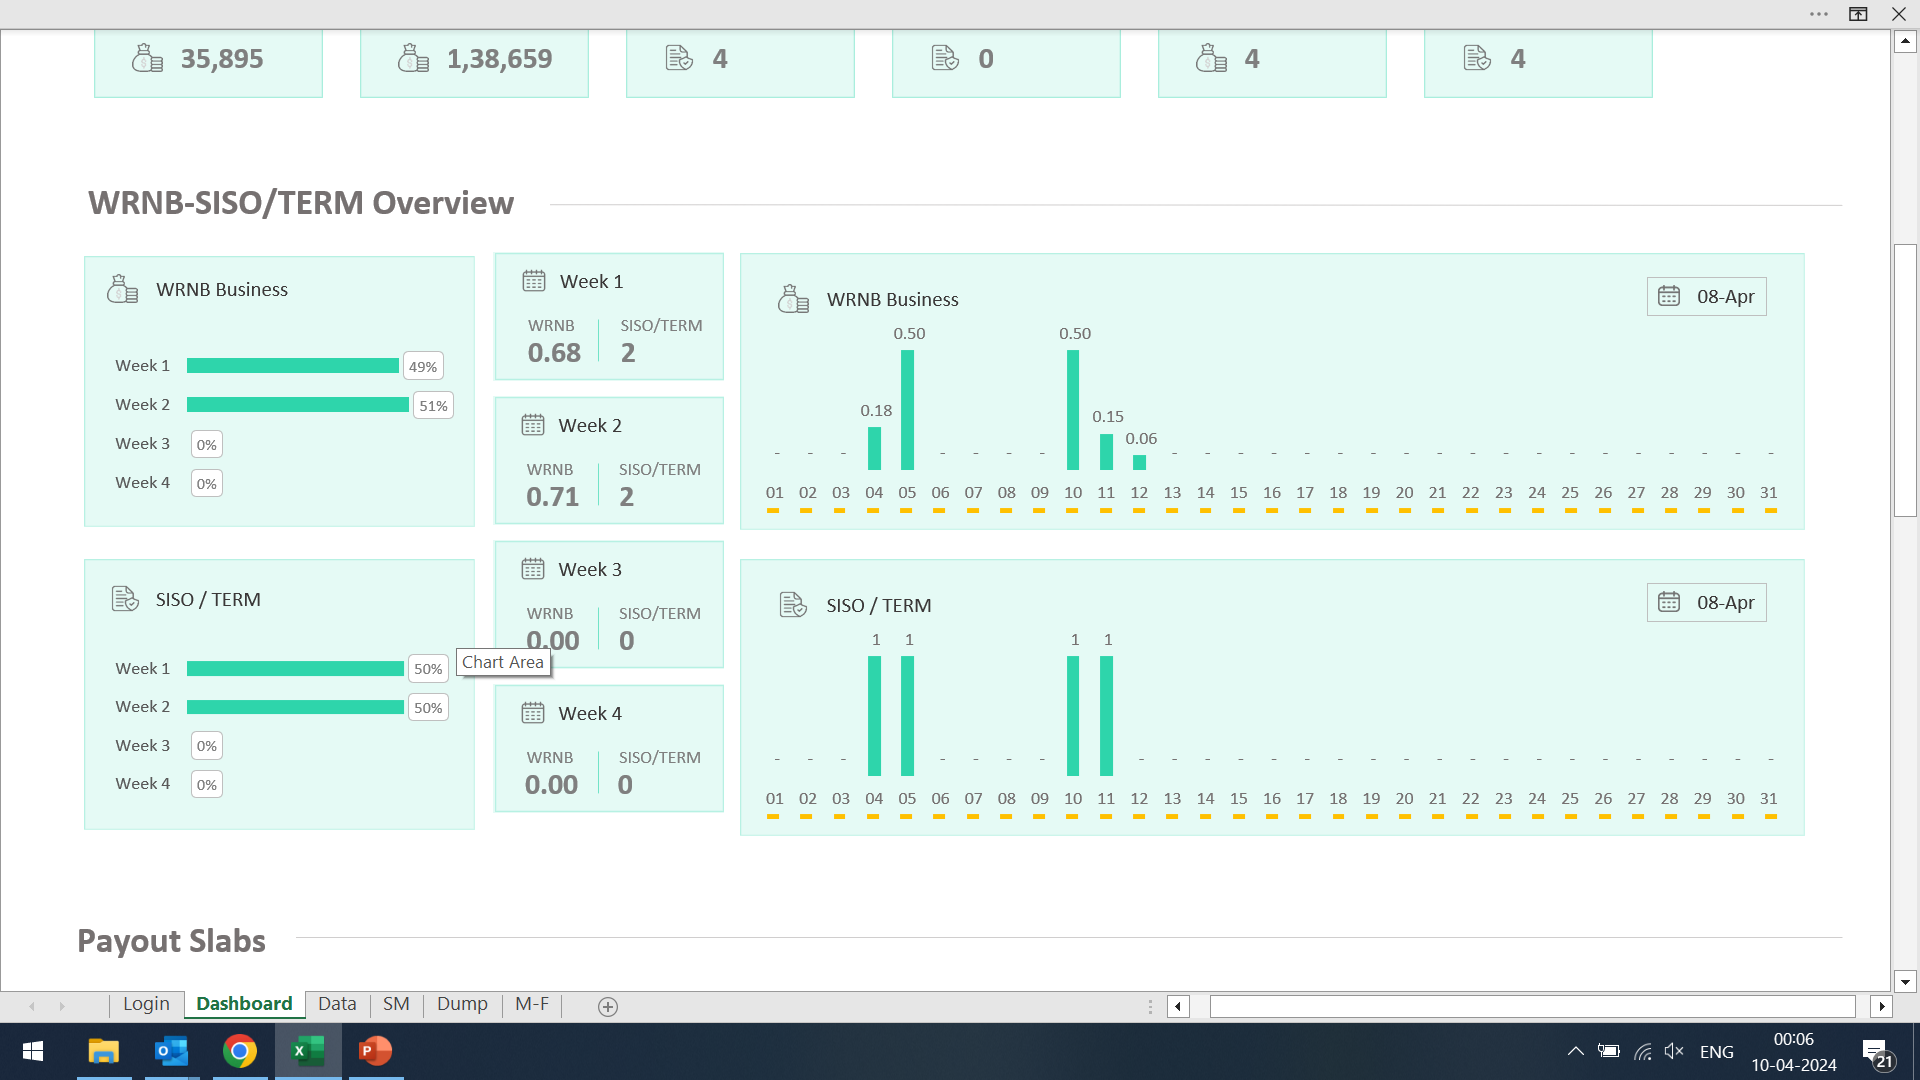 35,895
1,38,659
4
0
4
4
WRNB-SISO/TERM Overview
WRNB Business
Week 1
49%
Week 2
51%
Week 3
0%
Week 4
0%
SISO / TERM
Week 1
50%
Week 2
50%
Week 3
0%
Week 4
0%
Chart Area
Week 1
WRNB SISO/TERM
0.68 2
Week 2
WRNB SISO/TERM
0.71 2
Week 3
WRNB SISO/TERM
0.00 0
Week 4
WRNB SISO/TERM
0.00 0
WRNB Business
08-Apr
0.50 0.50
0.18 0.15
0.06
- - - - - - - - - - - - - - - - - - - - - - - - - -
01 02 03 04 05 06 07 08 09 10 11 12 13 14 15 16 17 18 19 20 21 22 23 24 25 26 27 28 29 30 31
SISO / TERM
08-Apr
1 1 1 1
- - - - - - - - - - - - - - - - - - - - - - - - - - -
01 02 03 04 05 06 07 08 09 10 11 12 13 14 15 16 17 18 19 20 21 22 23 24 25 26 27 28 29 30 31
Payout Slabs
Login Dashboard Data SM Dump M-F
ENG
00:06
10-04-2024
21